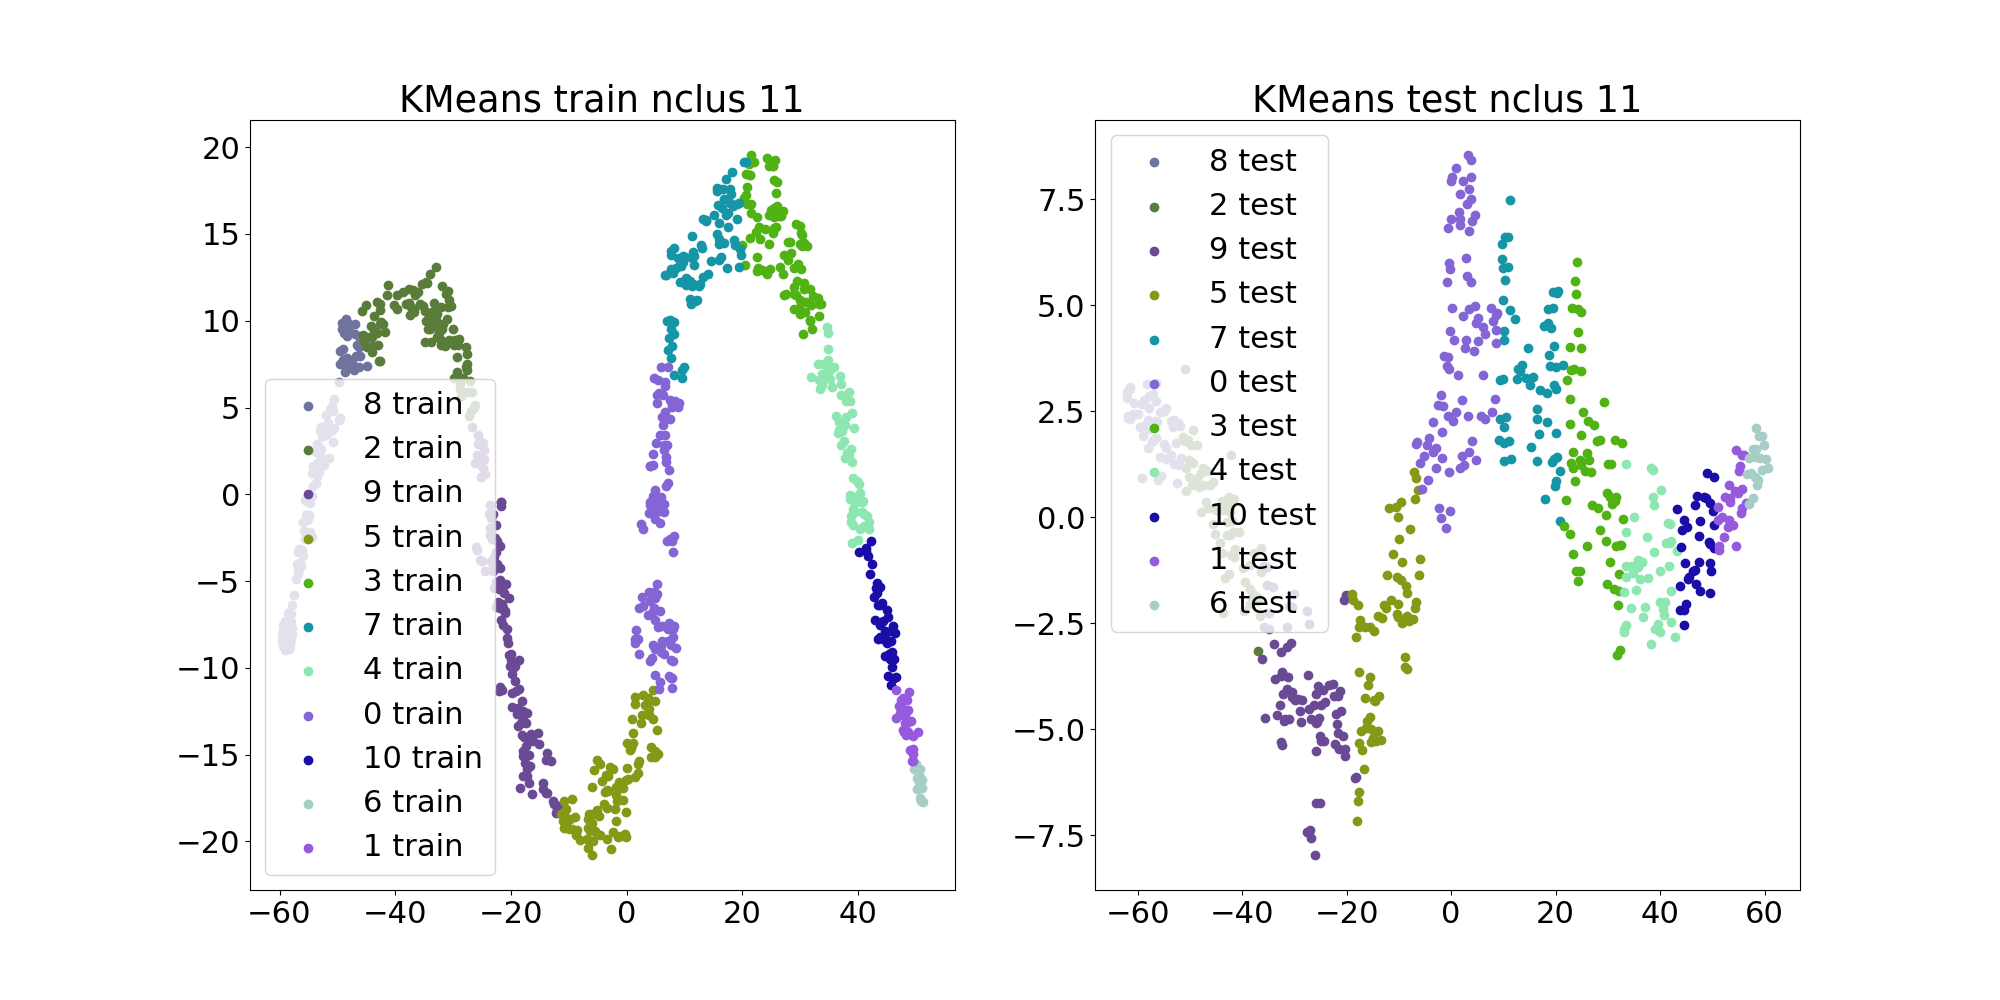 KMeans train nclus 11
20
15
10
5
0
−5
−10
−15
−20
−60 −40 −20 0 20 40
8 train
2 train
9 train
5 train
3 train
7 train
4 train
0 train
10 train
6 train
1 train
KMeans test nclus 11
7.5
5.0
2.5
0.0
−2.5
−5.0
−7.5
−60 −40 −20 0 20 40 60
8 test
2 test
9 test
5 test
7 test
0 test
3 test
4 test
10 test
1 test
6 test